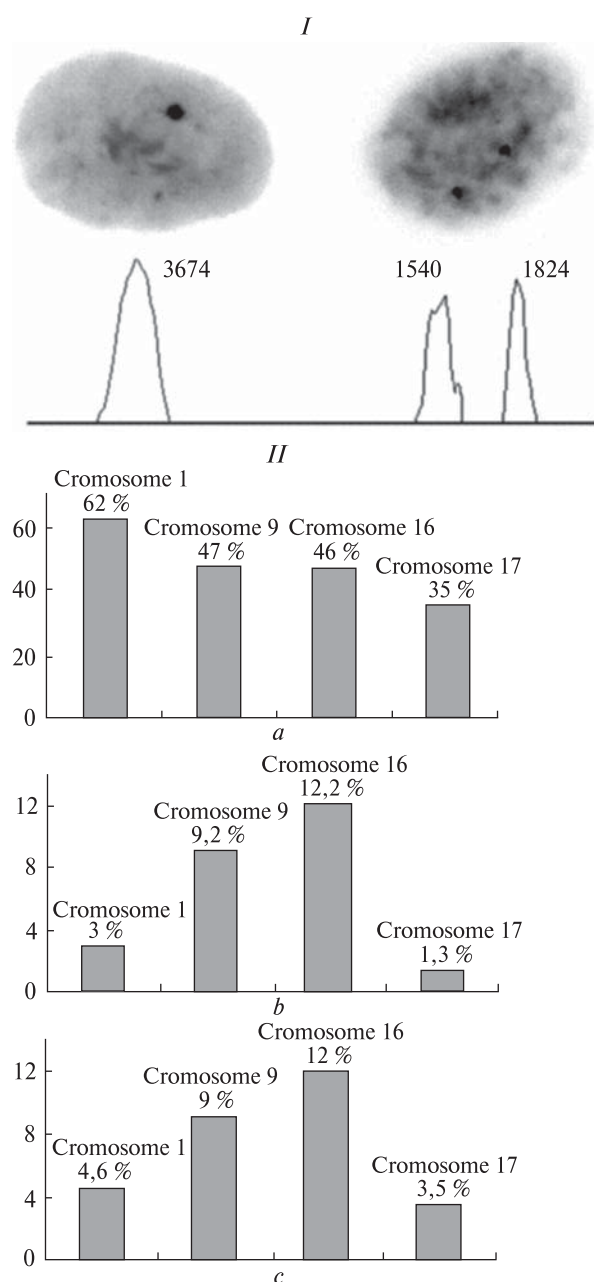 I
3674 1540 1824
II
Cromosome 1
62 %
60
Cromosome 9 Cromosome 16
47 % 46 %
Cromosome 17
35 %
40
20
0
a
Cromosome 16
12,2 %
12
Cromosome 9
9,2 %
8
Cromosome 1
3 %
4
Cromosome 17
1,3 %
0
b
Cromosome 16
12 %
12
Cromosome 9
9 %
8
Cromosome 1
4,6 %
Cromosome 17
3,5 %
4
0
c